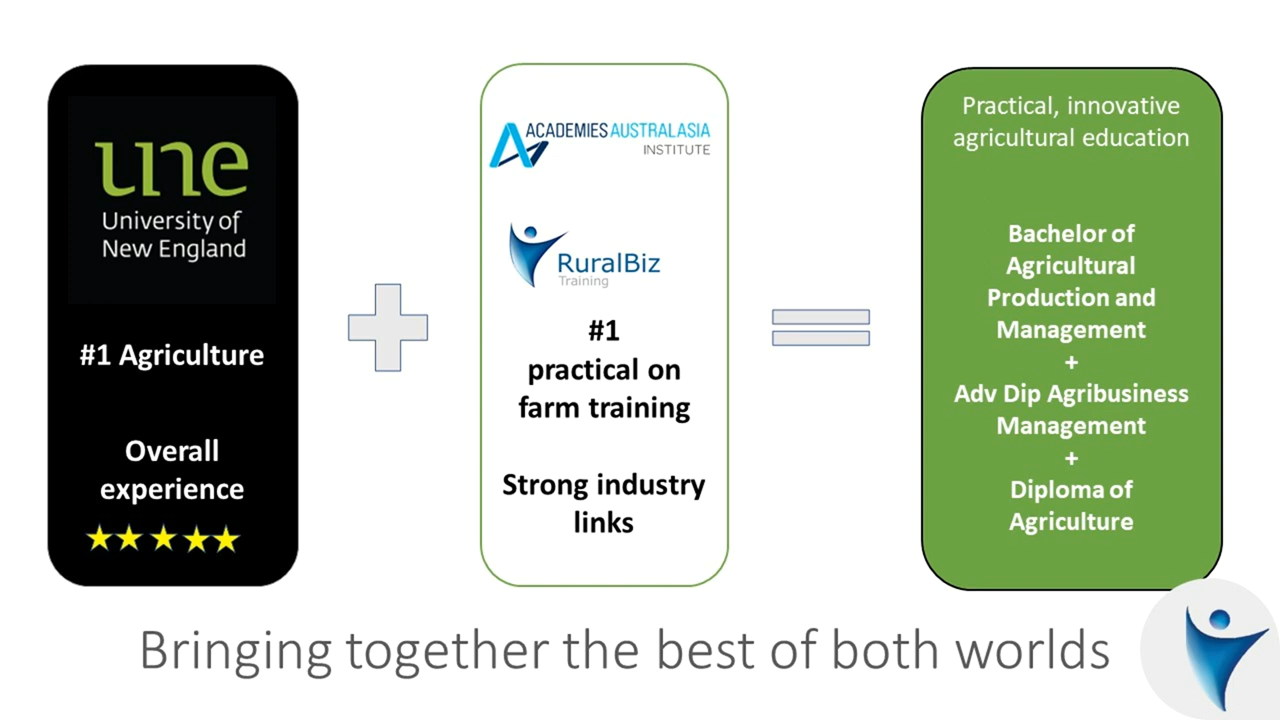 une
University of
New England
#1 Agriculture
Overall
experience
ACADEMIES AUSTRALASIA
INSTITUTE
RuralBiz
Training
#1
practical on
farm training
Strong industry
links
Practical, innovative
agricultural education
Bachelor of
Agricultural
Production and
Management
+
Adv Dip Agribusiness
Management
+
Diploma of
Agriculture
Bringing together the best of both worlds